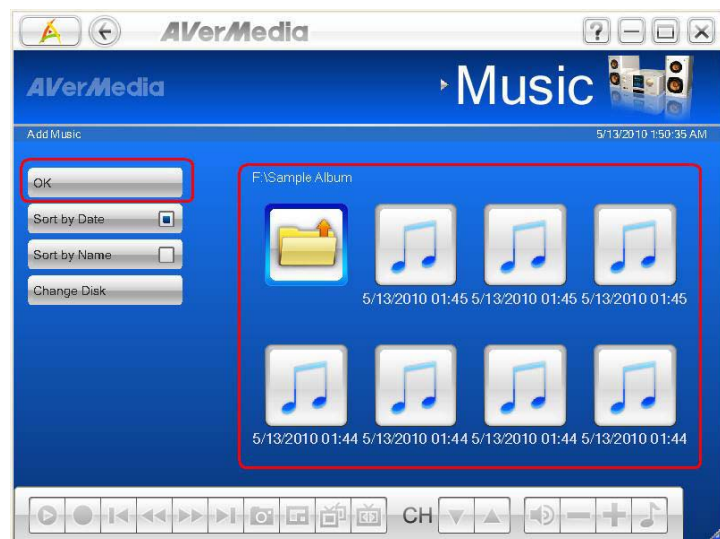 AVerMedia
?
AVerMedia
Music
Add Music
5/13/2010 1:50:35 AM
OK
Sort by Date
Sort by Name
Change Disk
F:\Sample Album
5/13/2010 01:45 5/13/2010 01:45 5/13/2010 01:45
5/13/2010 01:44 5/13/2010 01:44 5/13/2010 01:44 5/13/2010 01:44
CH